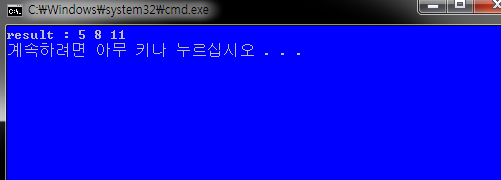 C:\Windows\system32\cmd.exe
result : 5 8 11
계속하려면 아무 키나 누르십시오 . . .